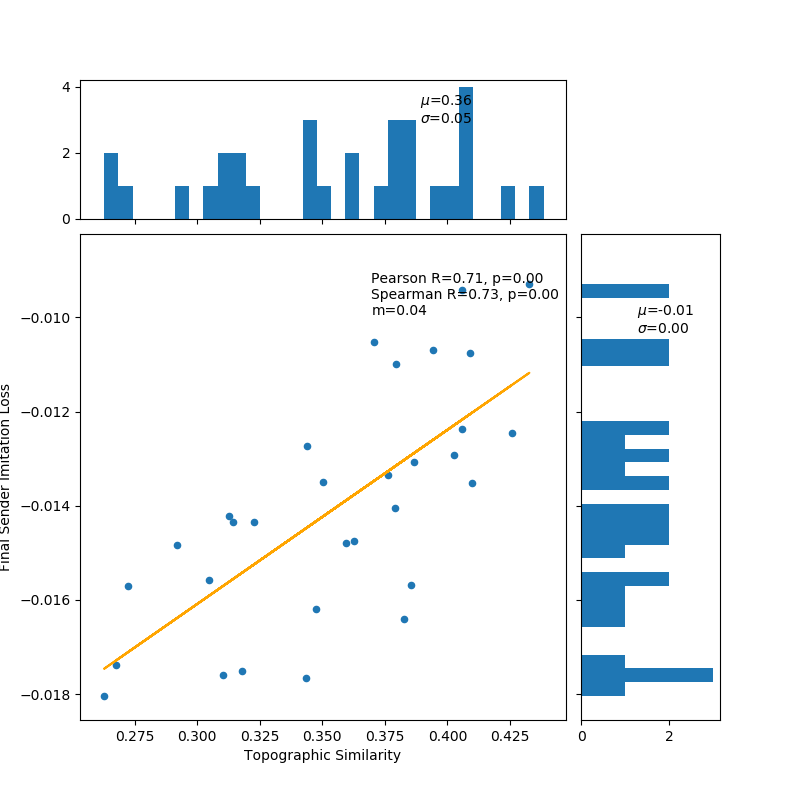 4
2
0
μ=0.36
σ=0.05
Pearson R=0.71, p=0.00
Spearman R=0.73, p=0.00
m=0.04
−0.010
−0.012
−0.014
−0.016
−0.018
Final Sender Imitation Loss
0.275 0.300 0.325 0.350 0.375 0.400 0.425
Topographic Similarity
μ=-0.01
σ=0.00
0 2